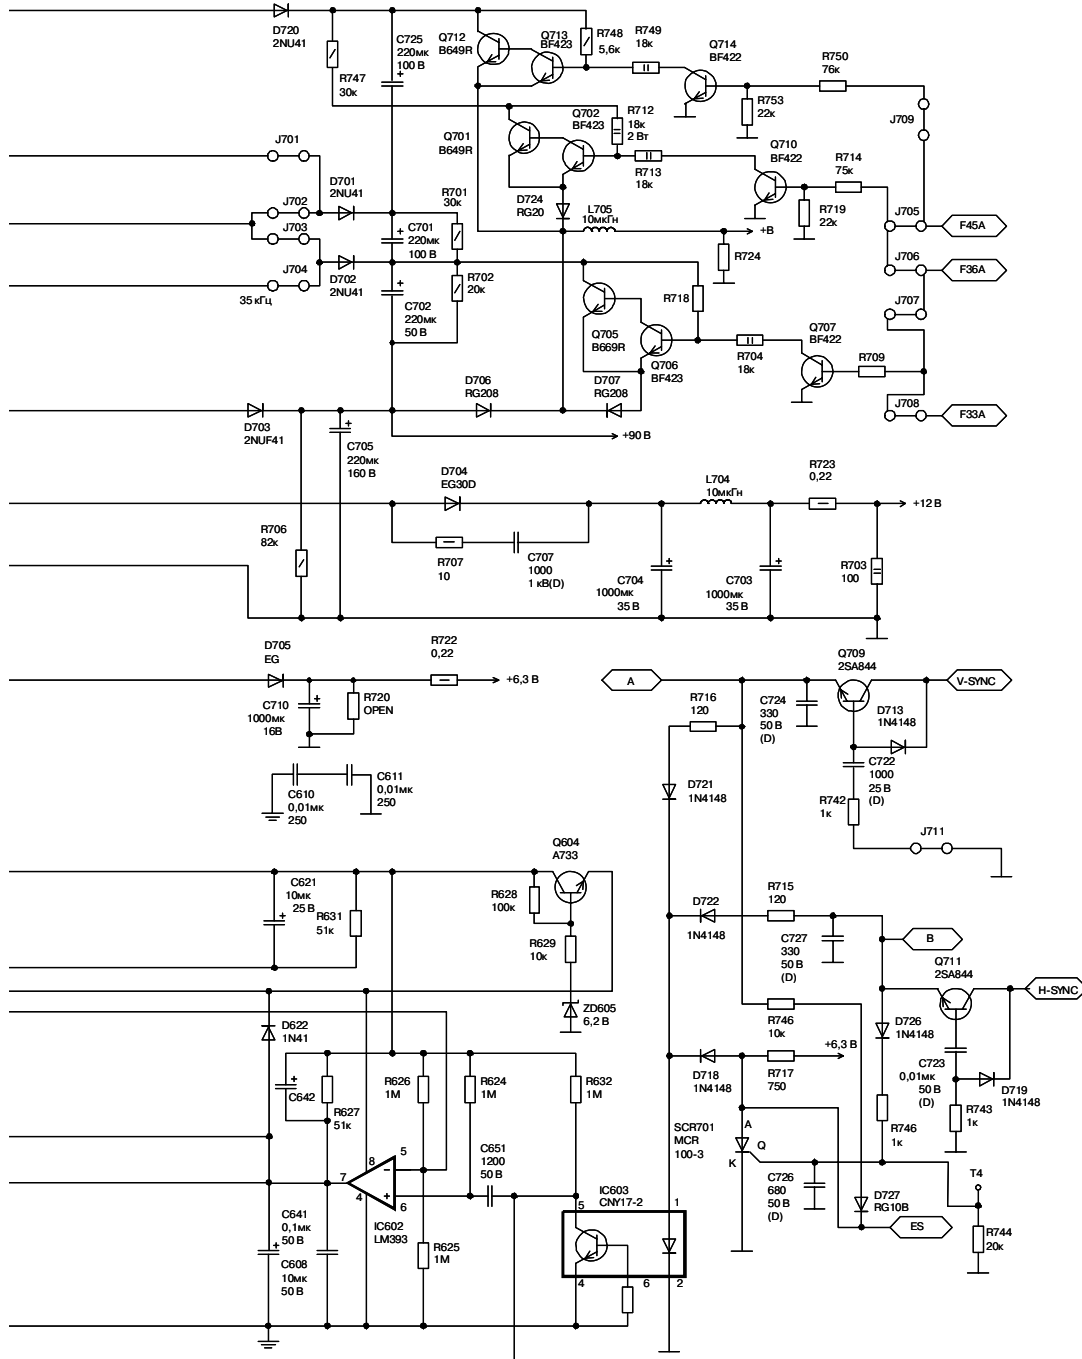 D720
2NU41
R747
30к
C725
220мк
100 В
Q712
B649R
Q713
BF423
R748
5,6к
R749
18к
Q714
BF422
R750
76к
R753
22к
J709
Q701
B649R
Q702
BF423
R712
18к
2 Вт
R713
18к
Q710
BF422
R714
75к
R719
22к
J701
D701
2NU41
J702
J703
J704
35 кГц
D702
2NU41
R701
30к
C701
220мк
100 В
R702
20к
C702
220мк
50 В
D724
RG20
L705
10мкГн
+В
R724
J705
F45A
J706
F36A
J707
J708
F33A
R718
Q705
B669R
Q706
BF423
R704
18к
Q707
BF422
R709
D706
RG208
D707
RG208
+90 В
D703
2NUF41
C705
220мк
160 В
R706
82к
D704
EG30D
R707
10
C707
1000
1 кВ(D)
L704
10мкГн
R723
0,22
+12 В
C704
1000мк
35 В
C703
1000мк
35 В
R703
100
D705
EG
R722
0,22
+6,3 В
C710
1000мк
16В
R720
OPEN
C610
0,01мк
250
C611
0,01мк
250
A
R716
120
C724
330
50 В
(D)
Q709
2SA844
V-SYNC
D713
1N4148
C722
1000
25 В
(D)
R742
1к
J711
D721
1N4148
Q604
A733
R628
100к
R629
10к
ZD605
6,2 В
C621
10мк
25 В
R631
51к
D722
1N4148
R715
120
C727
330
50 В
(D)
B
Q711
2SA844
H-SYNC
R746
10к
D726
1N4148
C723
0,01мк
50 В
(D)
D719
1N4148
R743
1к
+6,3 В
D718
1N4148
R717
750
R746
1к
D622
1N41
C642
R627
51к
R626
1М
R624
1М
R632
1М
C651
1200
50 В
8
5
7
4
6
IC602
LM393
R625
1М
C641
0,1мк
50 В
C608
10мк
50 В
IC603
CNY17-2
5
1
4
6
2
SCR701
MCR
100-3
A
Q
K
C726
680
50 В
(D)
D727
RG10B
ES
T4
R744
20к